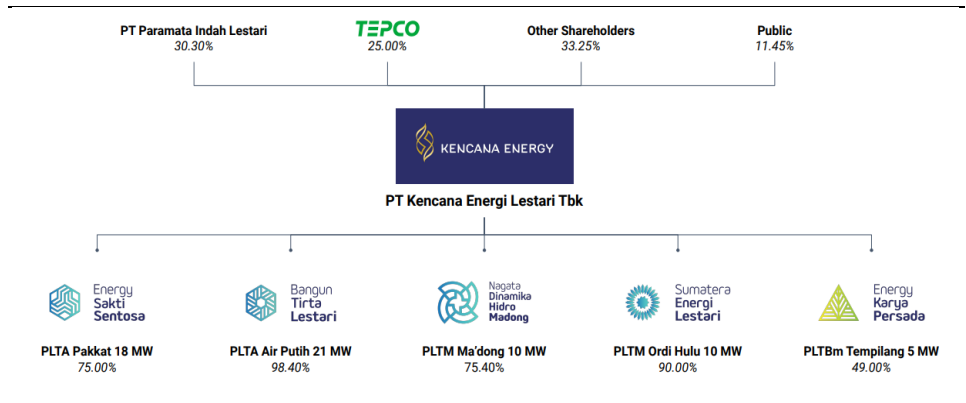 PT Paramata Indah Lestari
30.30%
TEPCO
25.00%
Other Shareholders
33.25%
Public
11.45%
KENCANA ENERGY
PT Kencana Energi Lestari Tbk
Energy
Sakti
Sentosa
PLTA Pakkat 18 MW
75.00%
Bangun
Tirta
Lestari
PLTA Air Putih 21 MW
98.40%
Nagata
Dinamika
Hidro
Madong
PLTM Ma'dong 10 MW
75.40%
Sumatera
Energi
Lestari
PLTM Ordi Hulu 10 MW
90.00%
Energy
Karya
Persada
PLTBm Tempilang 5 MW
49.00%